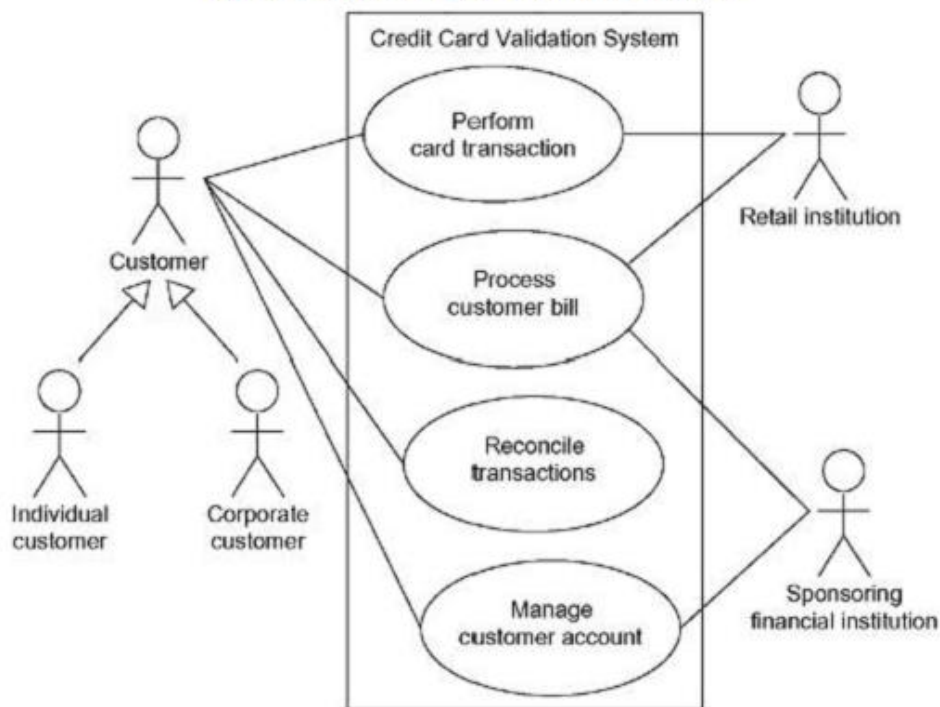 Credit Card Validation System
Perform
card transaction
Retail institution
Customer
Process
customer bill
Reconcile
transactions
Individual
customer
Corporate
customer
Manage
customer account
Sponsoring
financial institution